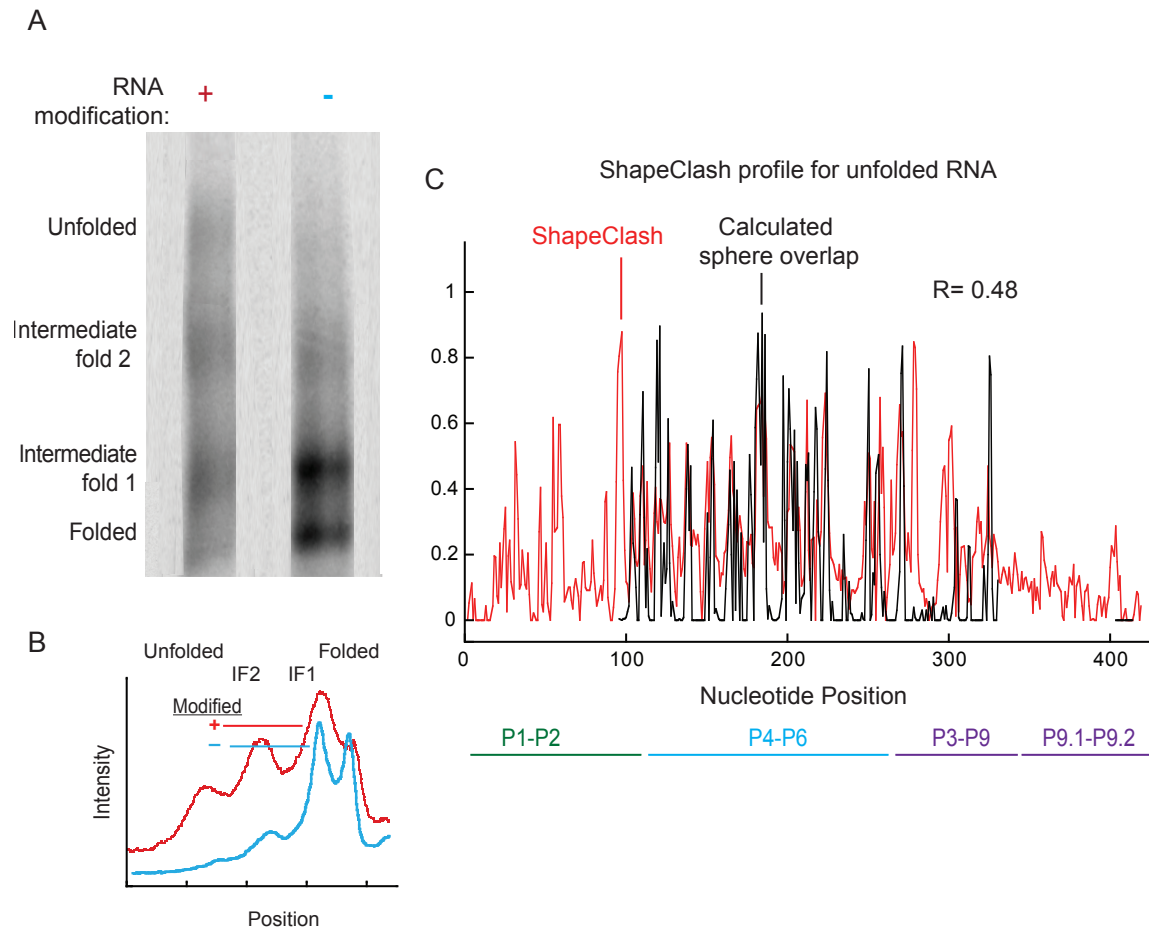 A
RNA
modification:
+
-
Unfolded
Intermediate
fold 2
Intermediate
fold 1
Folded
B
Unfolded
Folded
IF2
IF1
Modified
+
-
Intensity
Position
C
ShapeClash profile for unfolded RNA
ShapeClash
Calculated
sphere overlap
R= 0.48
1
0.8
0.6
0.4
0.2
0
0
100
200
300
400
Nucleotide Position
P1-P2
P4-P6
P3-P9
P9.1-P9.2